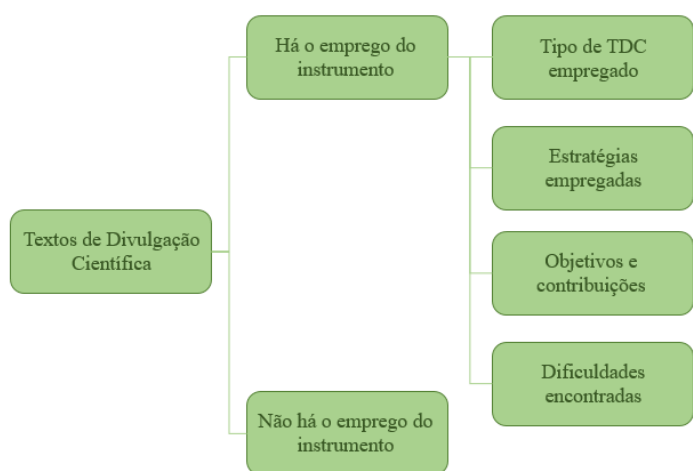 Textos de Divulgação
Científica
Há o emprego do
instrumento
Não há o emprego do
instrumento
Tipo de TDC
empregado
Estratégias
empregadas
Objetivos e
contribuições
Dificuldades
encontradas